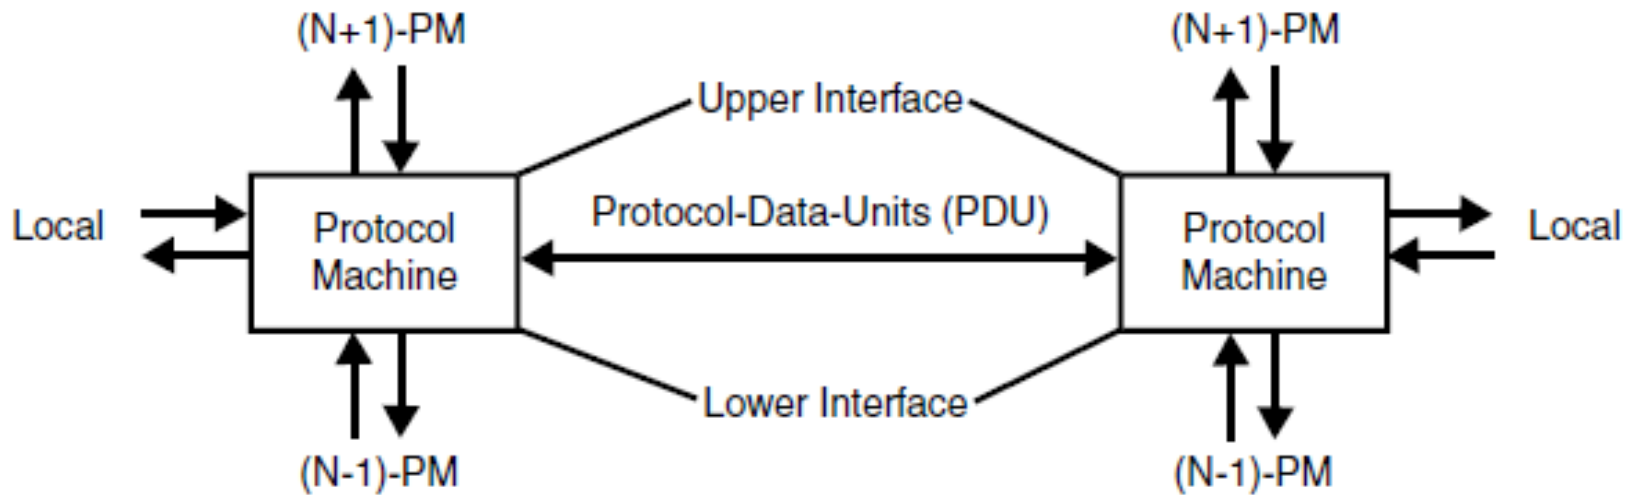 (N+1)-PM
(N+1)-PM
Upper Interface
Local
Protocol
Machine
Protocol-Data-Units (PDU)
Protocol
Machine
Local
Lower Interface
(N-1)-PM
(N-1)-PM